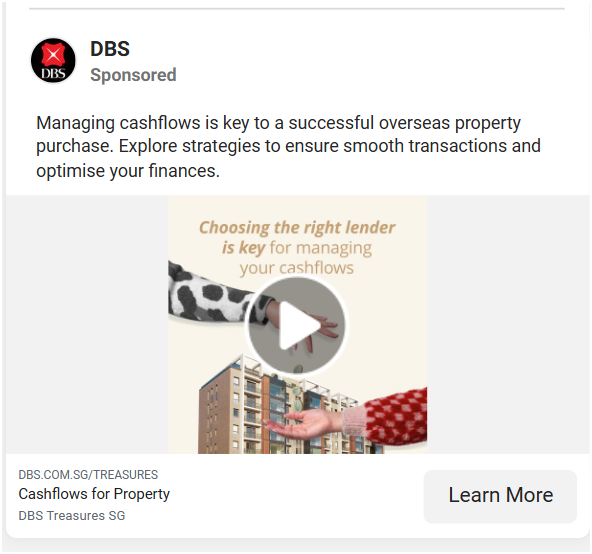 DBS
DBS
Sponsored
Managing cashflows is key to a successful overseas property
purchase. Explore strategies to ensure smooth transactions and
optimise your finances.
Choosing the right lender
is key for managing
your cashflows
DBS.COM.SG/TREASURES
Cashflows for Property
DBS Treasures SG
Learn More